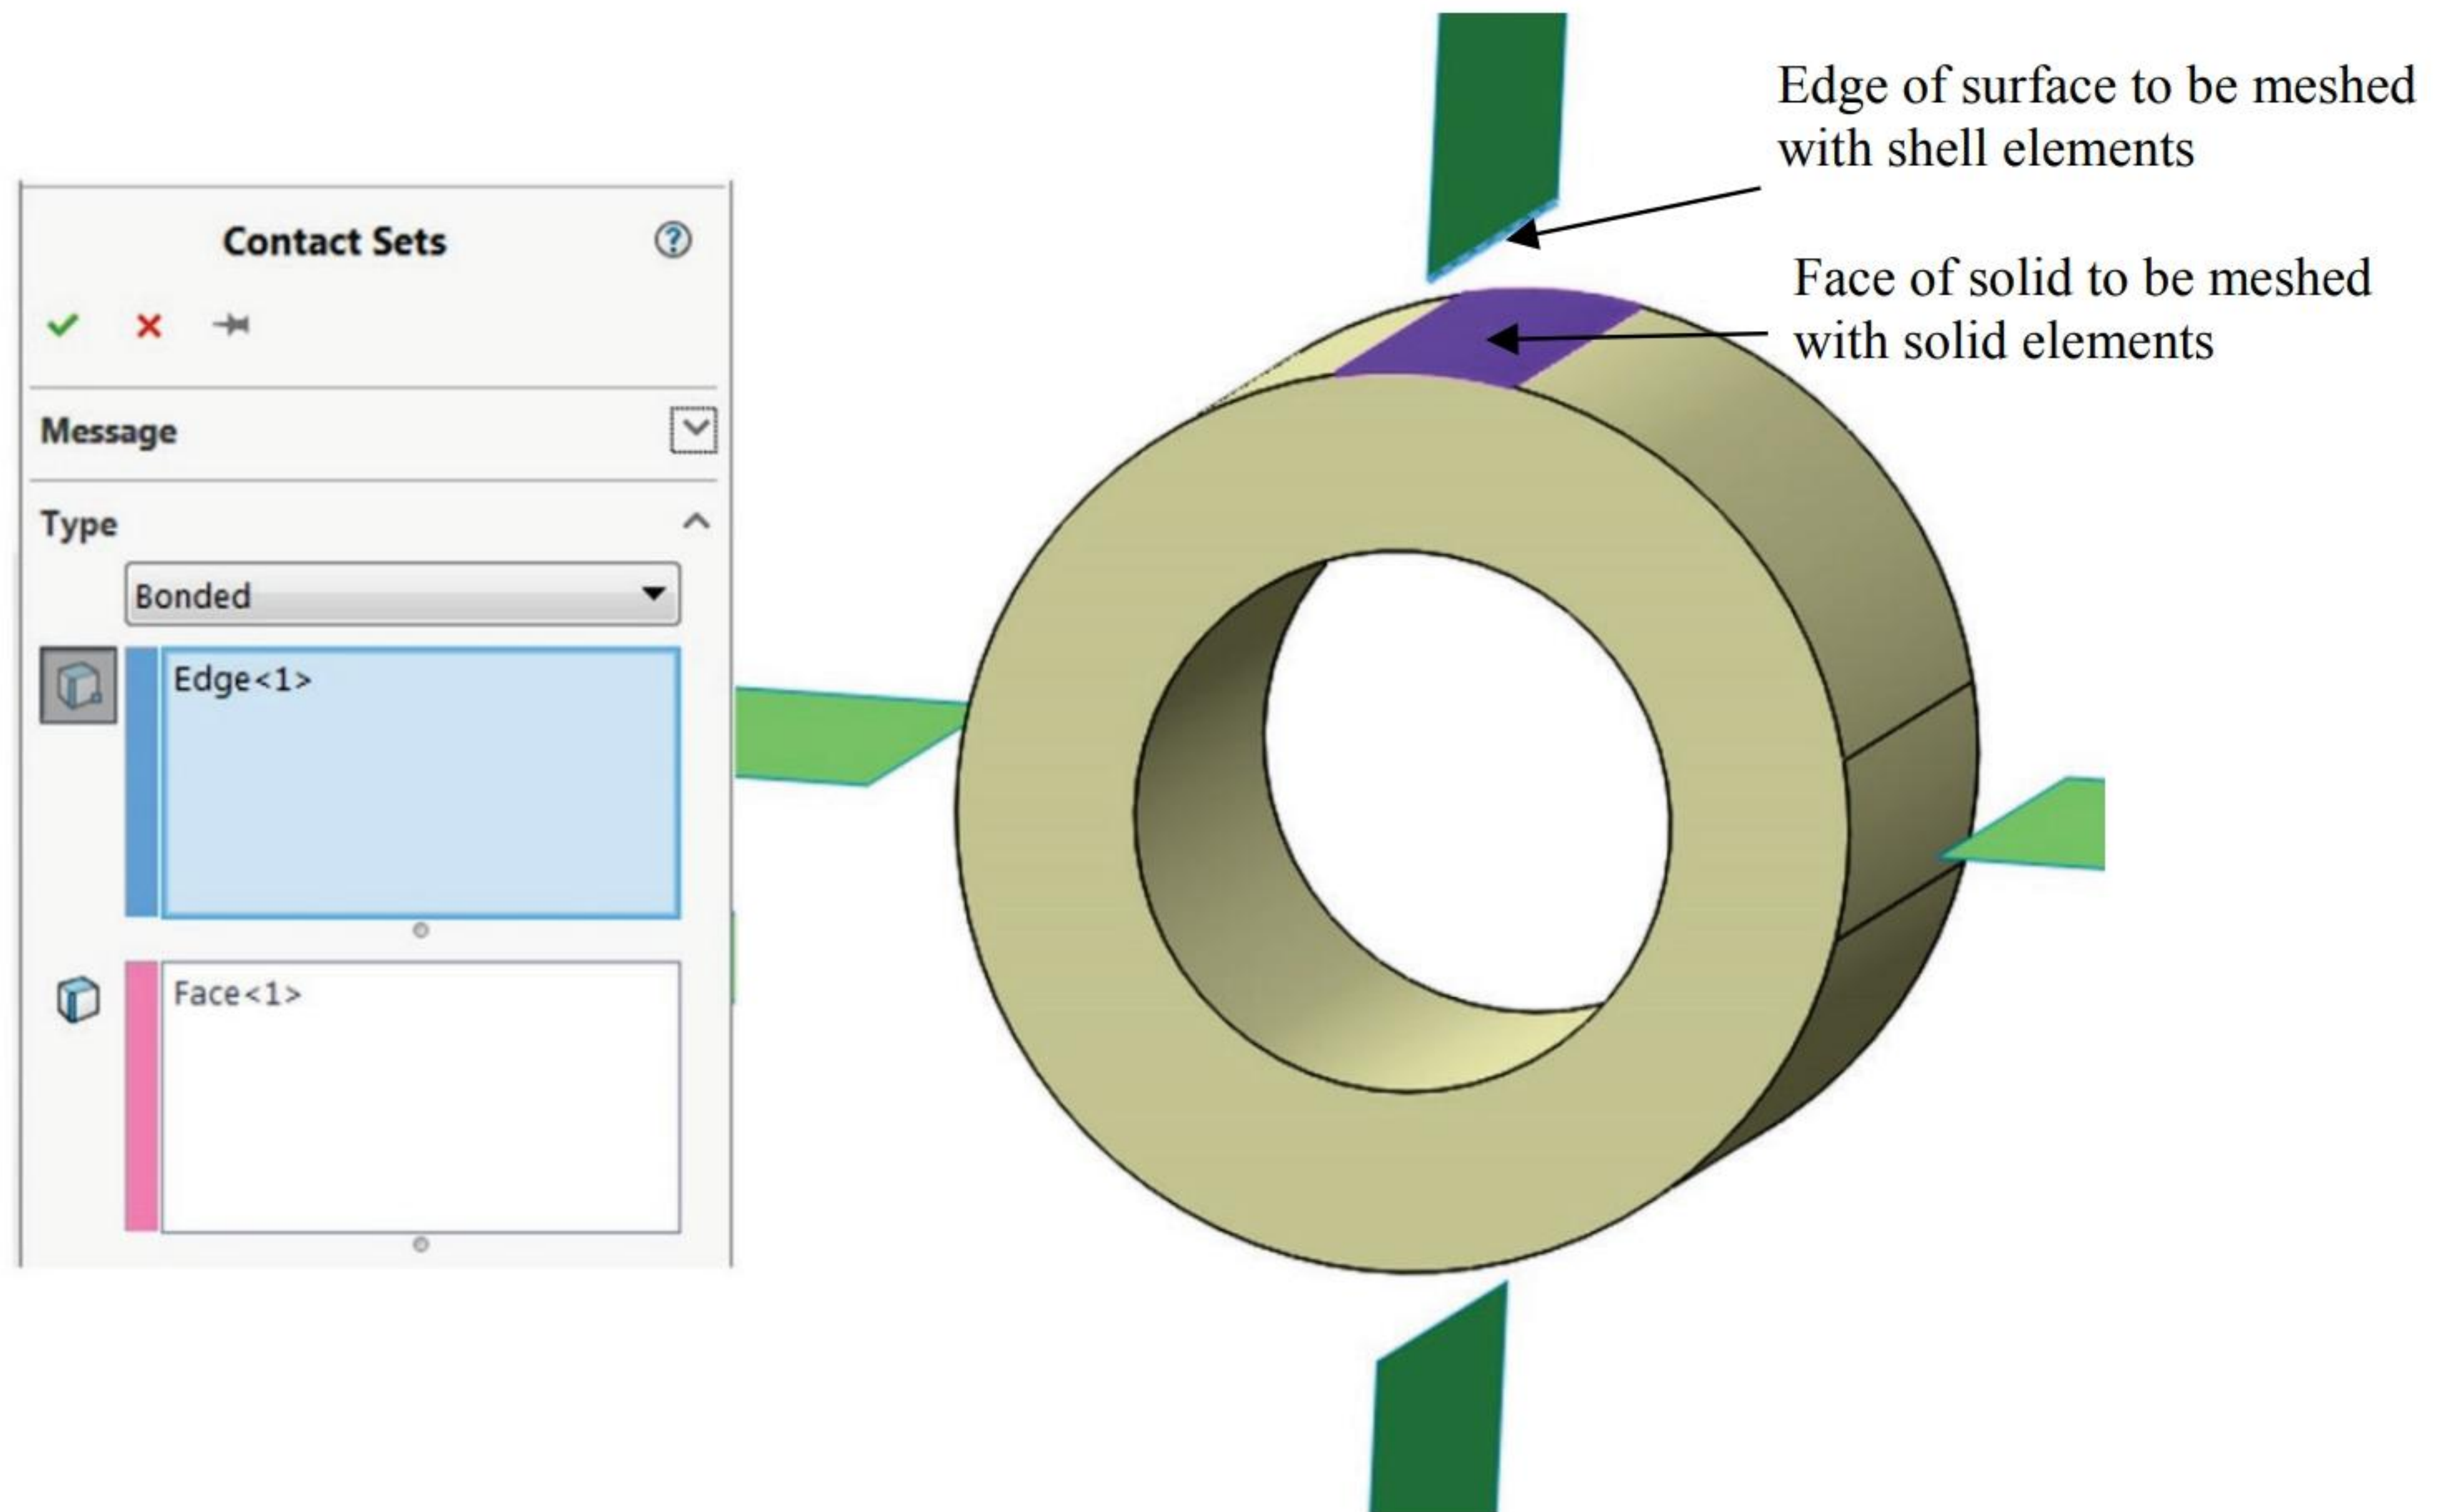 Contact Sets
?
Message
Type
Bonded
Edge<1>
Face<1>
Edge of surface to be meshed
with shell elements
Face of solid to be meshed
with solid elements